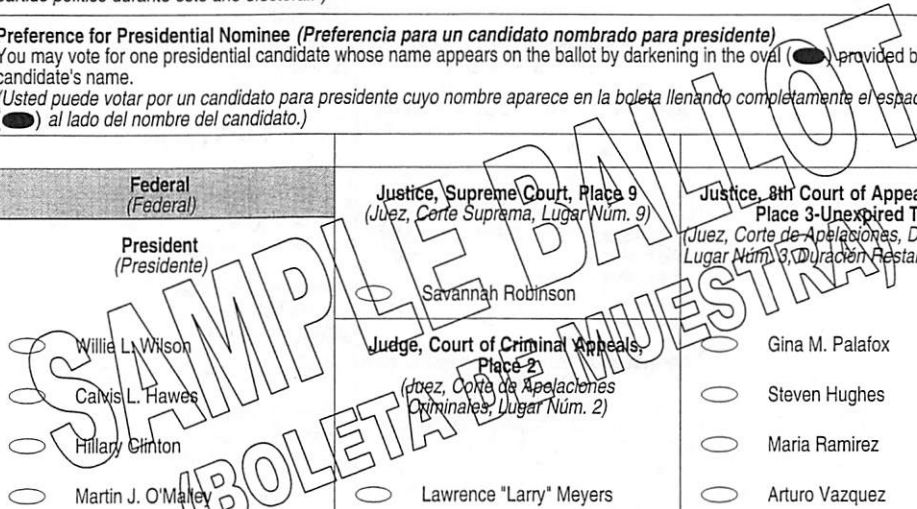 partido político durante este año electoral.)
Preference for Presidential Nominee (Preferencia para un candidato nombrado para presidente)
You may vote for one presidential candidate whose name appears on the ballot by darkening in the oval ( ) provided b
candidate's name.
(Usted puede votar por un candidato para presidente cuyo nombre aparece en la boleta llenando completamente el espac
( ) al lado del nombre del candidato.)
Federal
(Federal)
President
(Presidente)
Willie L. Wilson
Calvis L. Hawes
Hillary Clinton
Martin J. O'Malley
Justice, Supreme Court, Place 9
(Juez, Corte Suprema, Lugar Núm. 9)
Savannah Robinson
Judge, Court of Criminal Appeals,
Place 2
(Juez, Corte de Apelaciones
Criminales, Lugar Núm. 2)
Lawrence "Larry" Meyers
Justice, 8th Court of Appea
Place 3-Unexpired T
(Juez, Corte de Apelaciones, D
Lugar Núm. 3, Duración Restan
Gina M. Palafox
Steven Hughes
Maria Ramirez
Arturo Vazquez
SAMPLE BALLOT
(BOLETA DE MUESTRA)